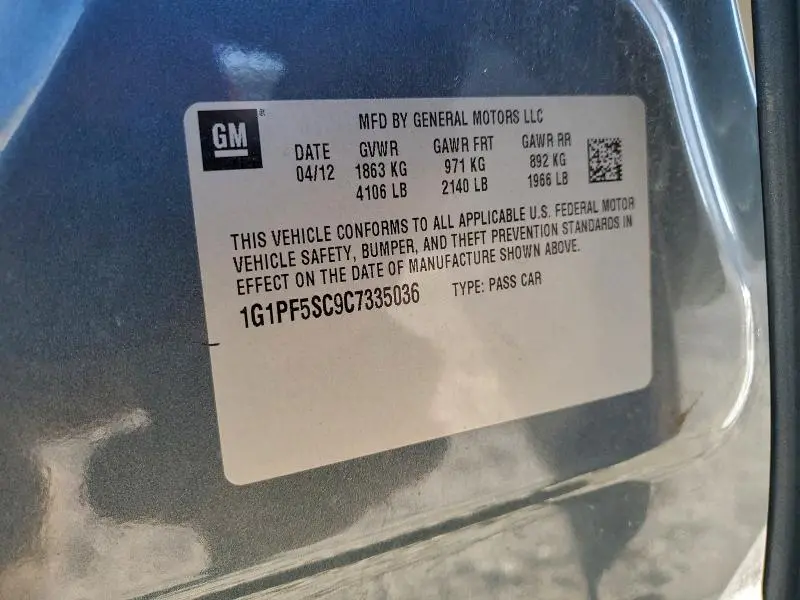 GM
MFD BY GENERAL MOTORS LLC
DATE GVWR GAWR FRT GAWR RR
04/12 1863 KG 971 KG 892 KG
4106 LB 2140 LB 1966 LB
THIS VEHICLE CONFORMS TO ALL APPLICABLE U.S. FEDERAL MOTOR
VEHICLE SAFETY, BUMPER, AND THEFT PREVENTION STANDARDS IN
EFFECT ON THE DATE OF MANUFACTURE SHOWN ABOVE.
1G1PF5SC9C7335036 TYPE: PASS CAR